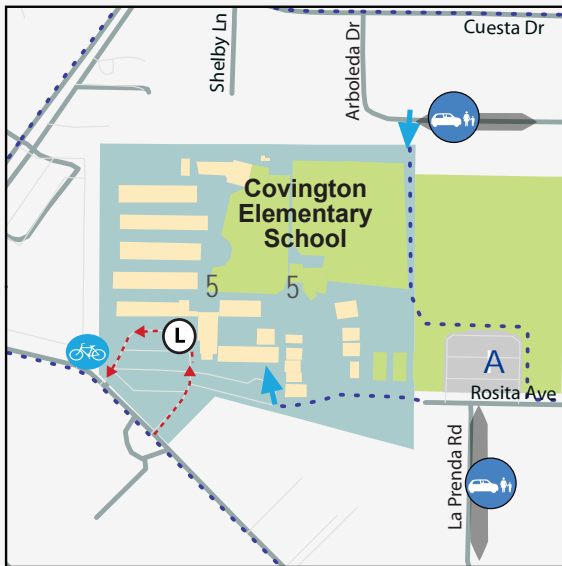 Cuesta Dr
Shelby Ln
Arboleda Dr
Covington
Elementary
School
5 5
L
A
Rosita Ave
La Prenda Rd